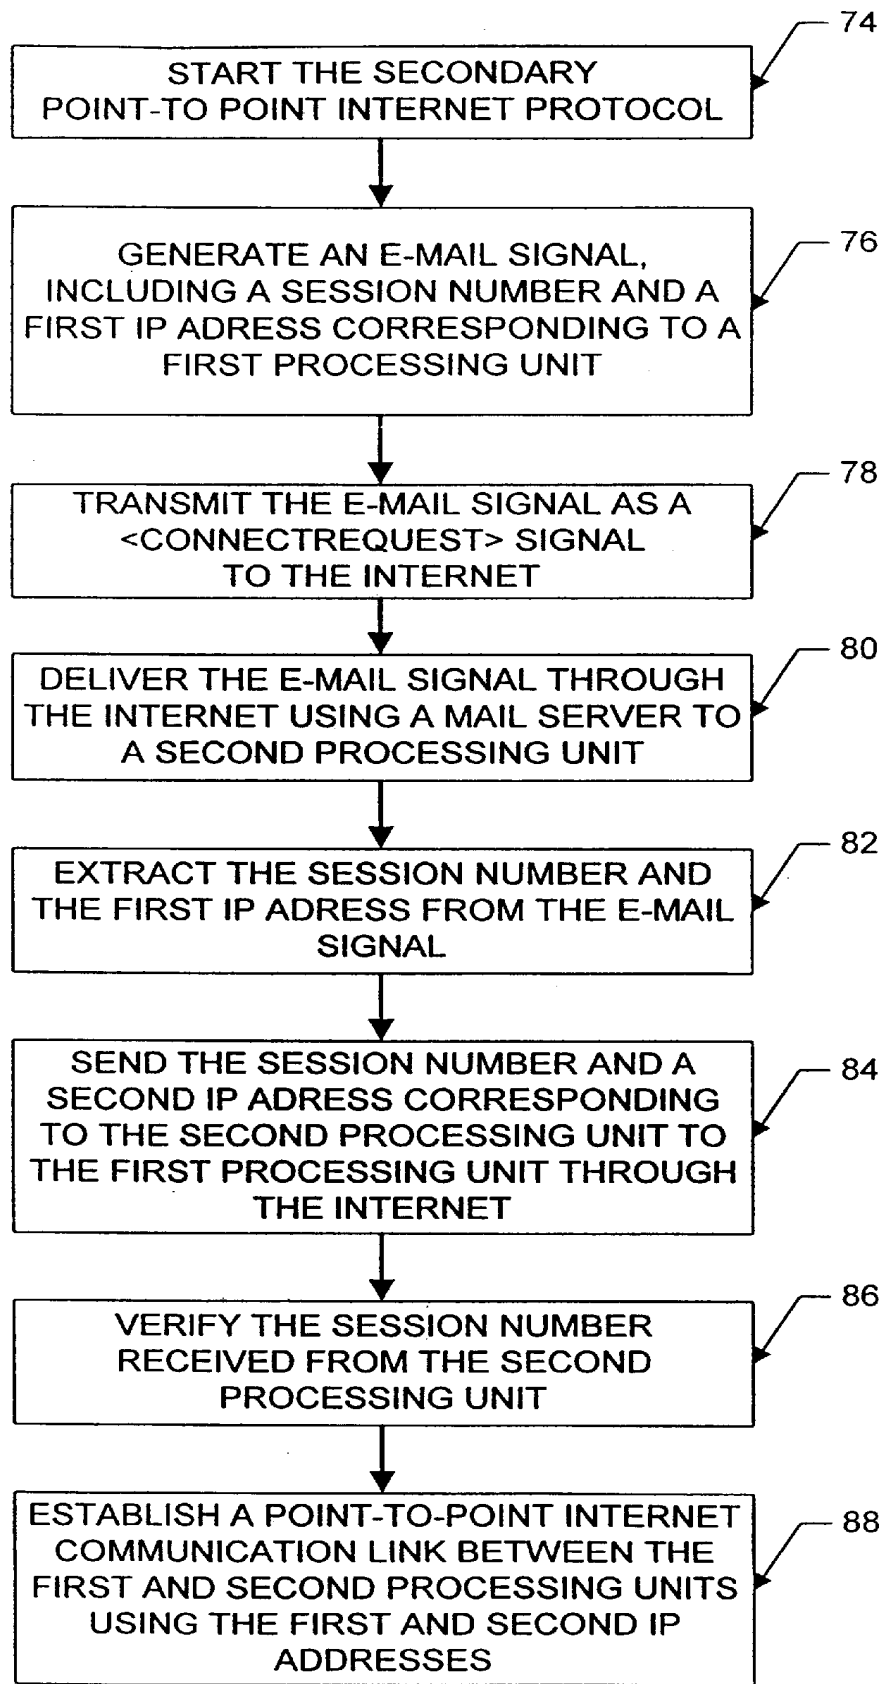 74
START THE SECONDARY
POINT-TO POINT INTERNET PROTOCOL
76
GENERATE AN E-MAIL SIGNAL,
INCLUDING A SESSION NUMBER AND A
FIRST IP ADRESS CORRESPONDING TO A
FIRST PROCESSING UNIT
78
TRANSMIT THE E-MAIL SIGNAL AS A
<CONNECTREQUEST> SIGNAL
TO THE INTERNET
80
DELIVER THE E-MAIL SIGNAL THROUGH
THE INTERNET USING A MAIL SERVER TO
A SECOND PROCESSING UNIT
82
EXTRACT THE SESSION NUMBER AND
THE FIRST IP ADRESS FROM THE E-MAIL
SIGNAL
84
SEND THE SESSION NUMBER AND A
SECOND IP ADRESS CORRESPONDING
TO THE SECOND PROCESSING UNIT TO
THE FIRST PROCESSING UNIT THROUGH
THE INTERNET
86
VERIFY THE SESSION NUMBER
RECEIVED FROM THE SECOND
PROCESSING UNIT
88
ESTABLISH A POINT-TO-POINT INTERNET
COMMUNICATION LINK BETWEEN THE
FIRST AND SECOND PROCESSING UNITS
USING THE FIRST AND SECOND IP
ADDRESSES